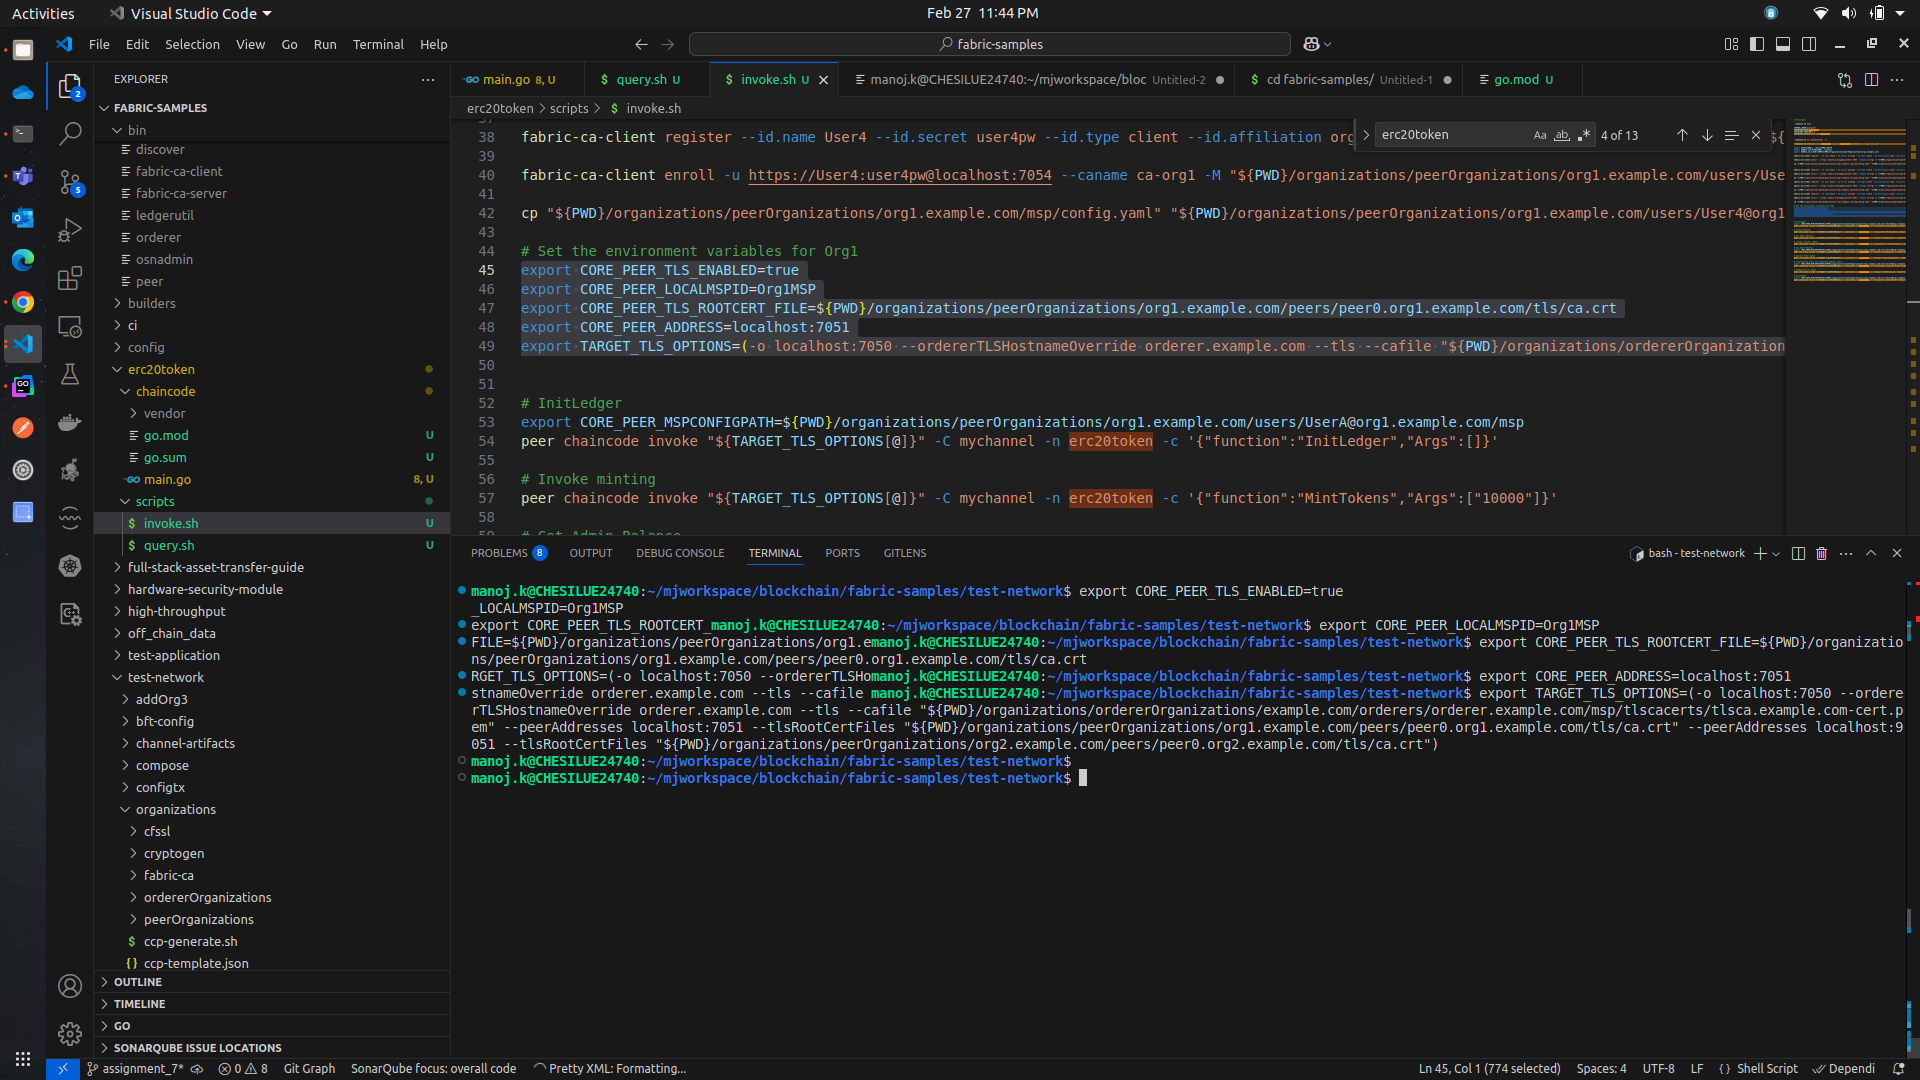 Activities
Visual Studio Code
Feb 27 11:44 PM
File Edit Selection View Go Run Terminal Help
fabric-samples
EXPLORER
FABRIC-SAMPLES
bin
discover
fabric-ca-client
fabric-ca-server
ledgerutil
orderer
osnadmin
peer
builders
ci
config
erc20token
chaincode
vendor
go.mod U
go.sum U
main.go 8, U
scripts
invoke.sh U
query.sh U
full-stack-asset-transfer-guide
hardware-security-module
high-throughput
off_chain_data
test-application
test-network
addOrg3
bft-config
channel-artifacts
compose
configtx
organizations
cfssl
cryptogen
fabric-ca
ordererOrganizations
peerOrganizations
ccp-generate.sh
ccp-template.json
OUTLINE
TIMELINE
GO
SONARQUBE ISSUE LOCATIONS
2
5
main.go 8, U
query.sh U
invoke.sh U
manoj.k@CHESILUE24740:~/mjworkspace/bloc Untitled-2
cd fabric-samples/ Untitled-1
go.mod U
erc20token > scripts > $ invoke.sh
erc20token
Aa ab .* 4 of 13
38 fabric-ca-client register --id.name User4 --id.secret user4pw --id.type client --id.affiliation org
39
40 fabric-ca-client enroll -u https://User4:user4pw@localhost:7054 --caname ca-org1 -M "${PWD}/organizations/peerOrganizations/org1.example.com/users/Use
41
42 cp "${PWD}/organizations/peerOrganizations/org1.example.com/msp/config.yaml" "${PWD}/organizations/peerOrganizations/org1.example.com/users/User4@org1
43
44 # Set the environment variables for Org1
45 export CORE_PEER_TLS_ENABLED=true
46 export CORE_PEER_LOCALMSPID=Org1MSP
47 export CORE_PEER_TLS_ROOTCERT_FILE=${PWD}/organizations/peerOrganizations/org1.example.com/peers/peer0.org1.example.com/tls/ca.crt
48 export CORE_PEER_ADDRESS=localhost:7051
49 export TARGET_TLS_OPTIONS=(-o localhost:7050 --ordererTLSHostnameOverride orderer.example.com --tls --cafile "${PWD}/organizations/ordererOrganization
50
51
52 # InitLedger
53 export CORE_PEER_MSPCONFIGPATH=${PWD}/organizations/peerOrganizations/org1.example.com/users/UserA@org1.example.com/msp
54 peer chaincode invoke "${TARGET_TLS_OPTIONS[@]}" -C mychannel -n erc20token -c '{"function":"InitLedger","Args":[]}'
55
56 # Invoke minting
57 peer chaincode invoke "${TARGET_TLS_OPTIONS[@]}" -C mychannel -n erc20token -c '{"function":"MintTokens","Args":["10000"]}'
58
PROBLEMS 8 OUTPUT DEBUG CONSOLE TERMINAL PORTS GITLENS
bash - test-network
manoj.k@CHESILUE24740:~/mjworkspace/blockchain/fabric-samples/test-network$ export CORE_PEER_TLS_ENABLED=true
_LOCALMSPID=Org1MSP
export CORE_PEER_TLS_ROOTCERT_manoj.k@CHESILUE24740:~/mjworkspace/blockchain/fabric-samples/test-network$ export CORE_PEER_LOCALMSPID=Org1MSP
FILE=${PWD}/organizations/peerOrganizations/org1.emanoj.k@CHESILUE24740:~/mjworkspace/blockchain/fabric-samples/test-network$ export CORE_PEER_TLS_ROOTCERT_FILE=${PWD}/organizatio
ns/peerOrganizations/org1.example.com/peers/peer0.org1.example.com/tls/ca.crt
RGET_TLS_OPTIONS=(-o localhost:7050 --ordererTLSHomanoj.k@CHESILUE24740:~/mjworkspace/blockchain/fabric-samples/test-network$ export CORE_PEER_ADDRESS=localhost:7051
stnameOverride orderer.example.com --tls --cafile manoj.k@CHESILUE24740:~/mjworkspace/blockchain/fabric-samples/test-network$ export TARGET_TLS_OPTIONS=(-o localhost:7050 --ordere
rTLSHostnameOverride orderer.example.com --tls --cafile "${PWD}/organizations/ordererOrganizations/example.com/orderers/orderer.example.com/msp/tlscacerts/tlsca.example.com-cert.p
em" --peerAddresses localhost:7051 --tlsRootCertFiles "${PWD}/organizations/peerOrganizations/org1.example.com/peers/peer0.org1.example.com/tls/ca.crt" --peerAddresses localhost:9
051 --tlsRootCertFiles "${PWD}/organizations/peerOrganizations/org2.example.com/peers/peer0.org2.example.com/tls/ca.crt")
manoj.k@CHESILUE24740:~/mjworkspace/blockchain/fabric-samples/test-network$
manoj.k@CHESILUE24740:~/mjworkspace/blockchain/fabric-samples/test-network$
assignment_7* 0 8 Git Graph SonarQube focus: overall code Pretty XML: Formatting...
Ln 45, Col 1 (774 selected) Spaces: 4 UTF-8 LF {} Shell Script Dependi